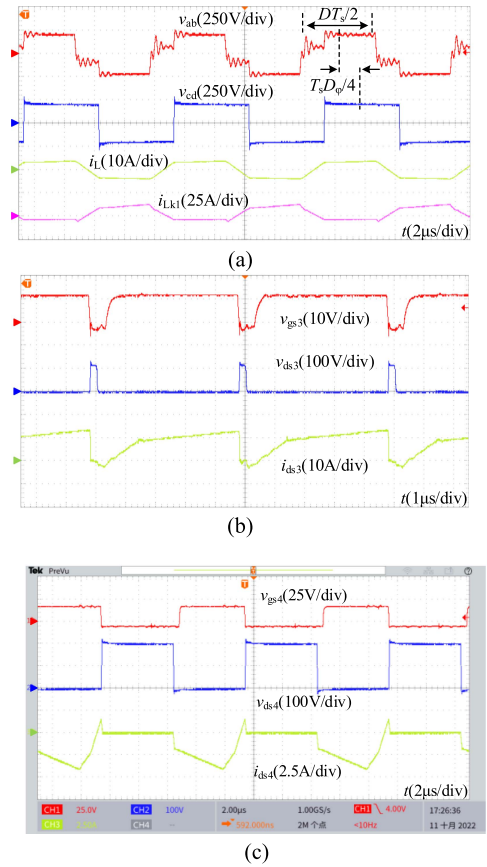 T
v_ab(250V/div)
DT_s/2
v_cd(250V/div)
T_sD_φ/4
i_L(10A/div)
i_Lk1(25A/div)
t(2μs/div)
(a)
T
v_gs3(10V/div)
v_ds3(100V/div)
i_ds3(10A/div)
t(1μs/div)
(b)
Tek PreVu
T
T
v_gs4(25V/div)
v_ds4(100V/div)
i_ds4(2.5A/div)
t(2μs/div)
CH1 25.0V CH2 100V 2.00μs 1.00GS/s CH1 4.00V 17:26:36
CH3 CH4 -- 552.000ns 2M 个点 <10Hz 11 十月 2022
(c)